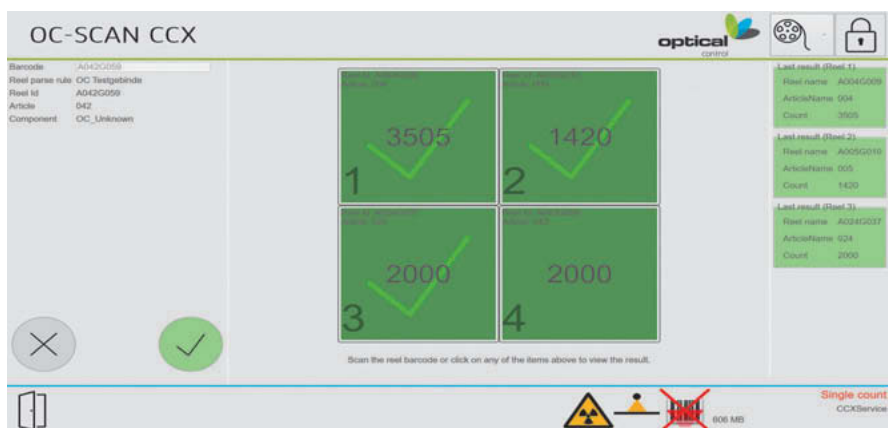 OC-SCAN CCX
optical
control
Barcode A042G059
Reel parse rule OC Testgebinde
Reel Id A042G059
Article 042
Component OC_Unknown
3505
1
1420
2
2000
3
2000
4
Scan the reel barcode or click on any of the items above to view the result.
Last result (Reel 1)
Reel name A004G009
ArticleName 004
Count 3505
Last result (Reel 2)
Reel name A005G016
ArticleName 005
Count 1420
Last result (Reel 3)
Reel name A024G037
ArticleName 024
Count 2000
606 MB
Single count
CCXService